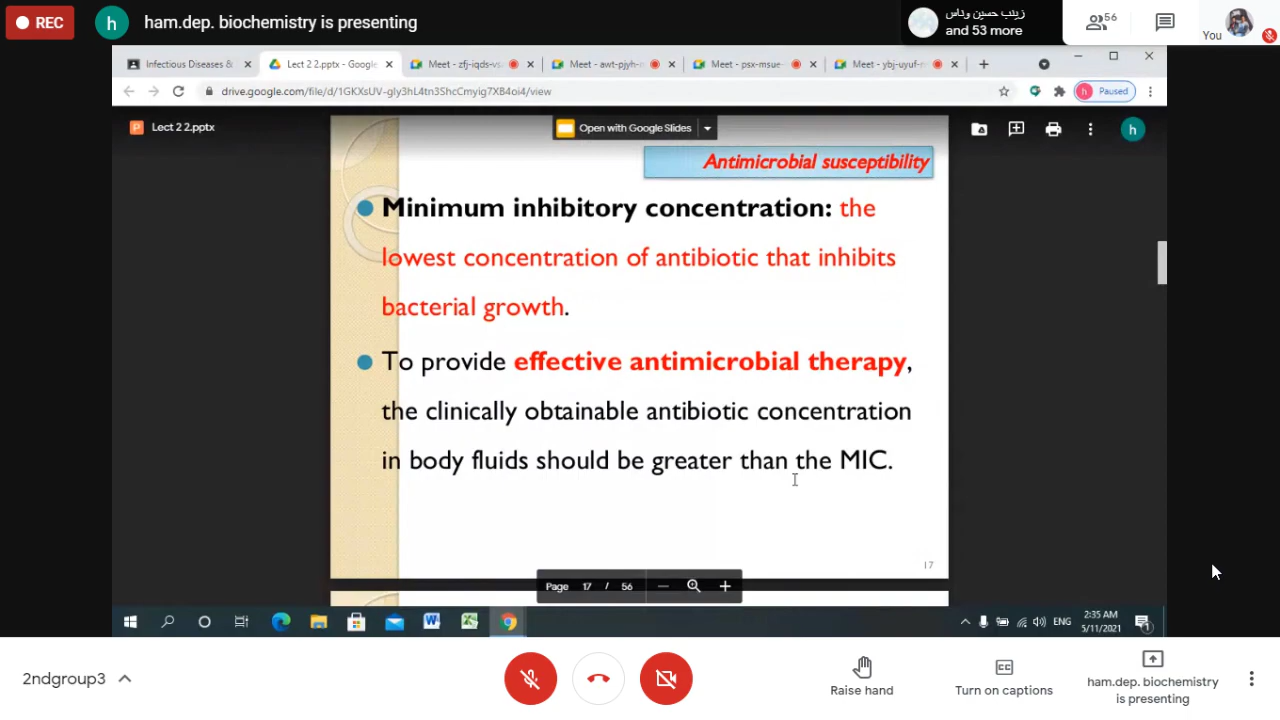 REC
h
ham.dep. biochemistry is presenting
زينب حسين وناس
and 53 more
56
You
Infectious Diseases &
Lect 2 2.pptx - Google
Meet - zfj-iqds-vs
Meet - awt-pjyh-
Meet - psx-msue-
Meet - ybj-uyuf-
drive.google.com/file/d/1GKXsUV-gly3hL4tn3ShcCmyig7XB4oi4/view
h
Paused
P
Lect 2 2.pptx
Open with Google Slides
h
Antimicrobial susceptibility
Minimum inhibitory concentration: the
lowest concentration of antibiotic that inhibits
bacterial growth.
To provide effective antimicrobial therapy,
the clinically obtainable antibiotic concentration
in body fluids should be greater than the MIC.
17
Page 17 / 56
ENG
2:35 AM
5/11/2021
1
2ndgroup3
Raise hand
Turn on captions
ham.dep. biochemistry
is presenting